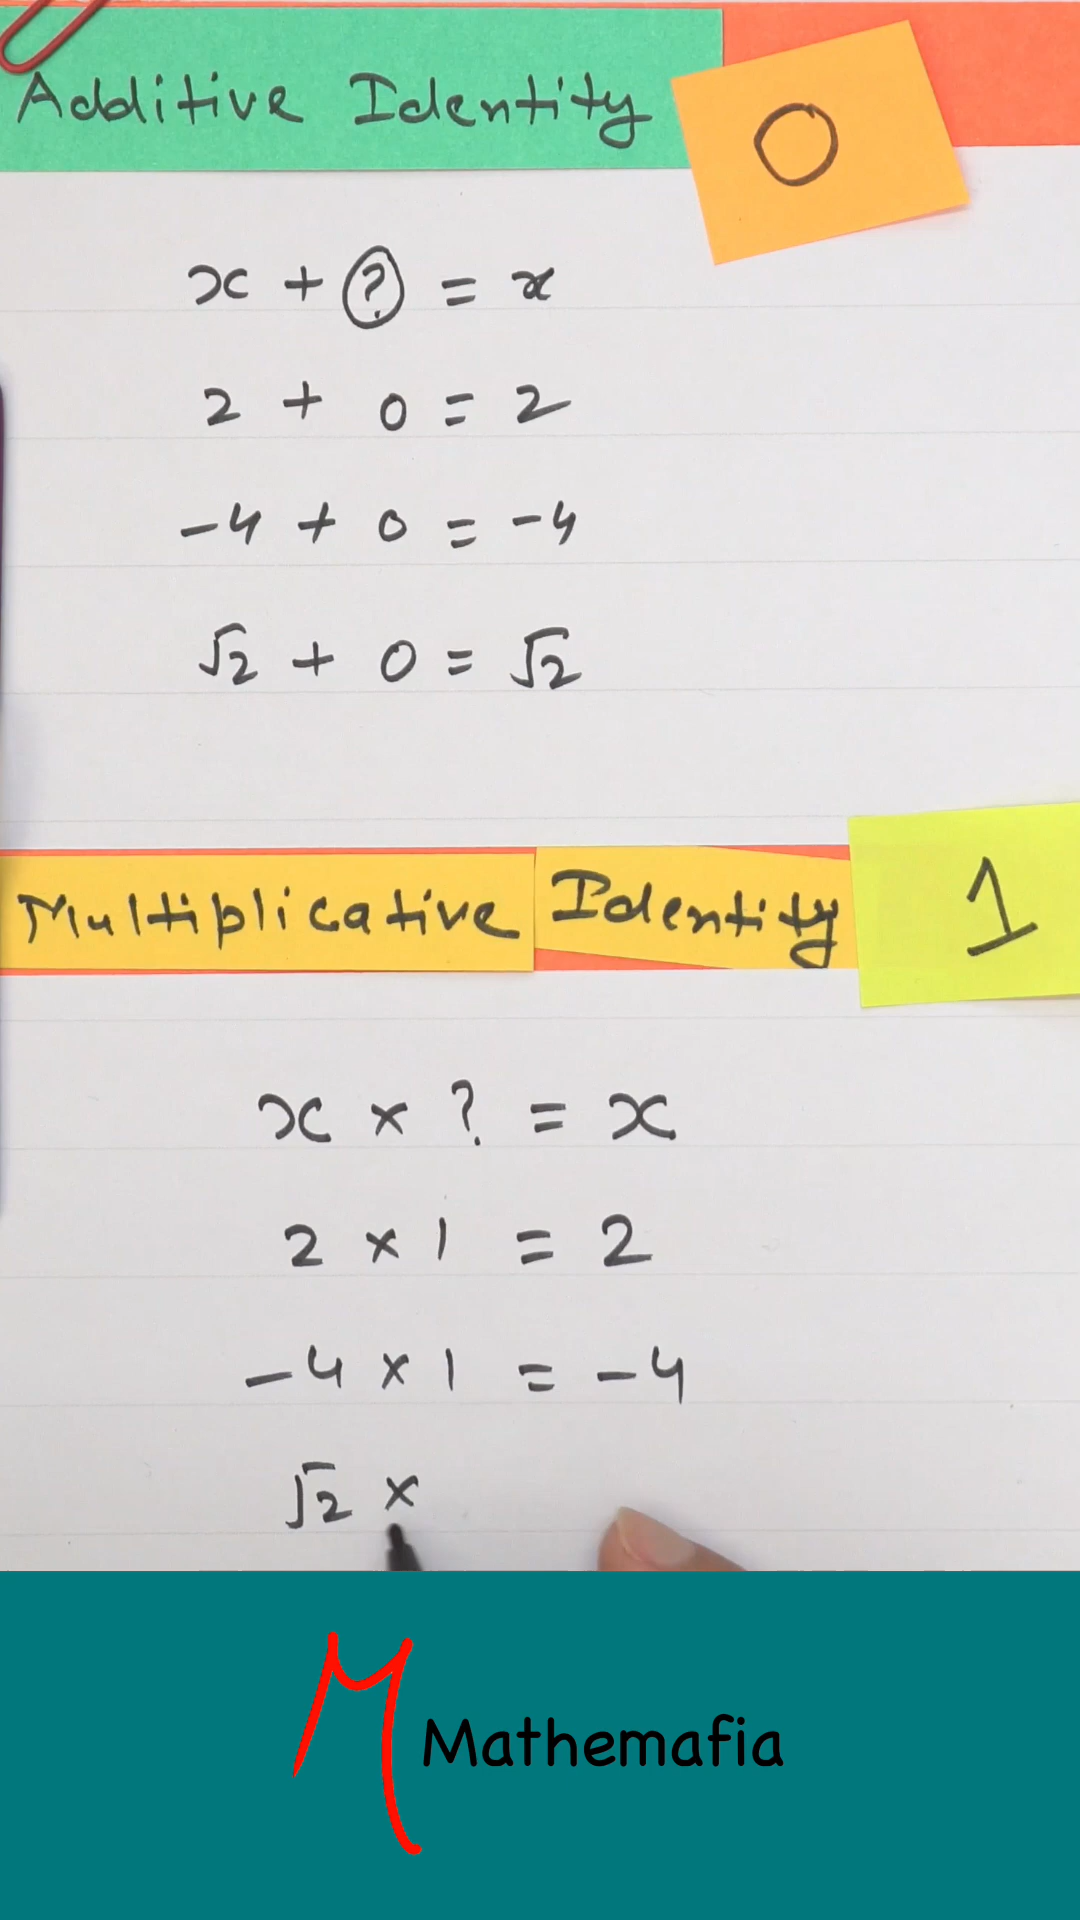 Additive Identity 0
x + ? = x
2 + 0 = 2
-4 + 0 = -4
√2 + 0 = √2
Multiplicative Identity 1
x × ? = x
2 × 1 = 2
-4 × 1 = -4
√2 ×
M Mathemafia